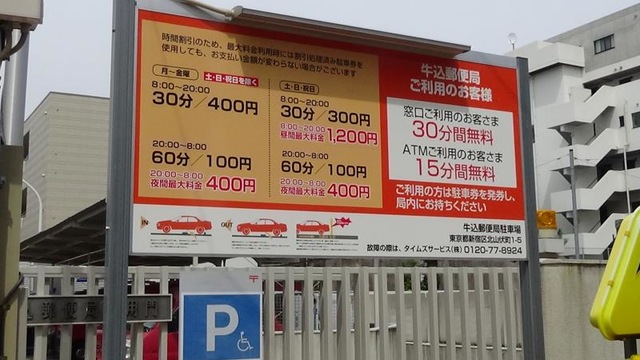 時間割引のため、最大料金利用時には割引処理済み駐車券を
使用しても、お支払い金額が変わらない場合がございます
月～金曜 土・日・祝日を除く
8:00~20:00
30分／400円
20:00~8:00
60分／100円
20:00~8:00
夜間最大料金 400円
土・日・祝日
8:00~20:00
30分／300円
8:00~20:00
昼間最大料金 1,200円
20:00~8:00
60分／100円
20:00~8:00
夜間最大料金 400円
牛込郵便局
ご利用のお客様
窓口ご利用のお客さま
30分間無料
ATMご利用のお客さま
15分間無料
ご利用の方は駐車券を発券し、
局内にお持ちください
IN
OUT
牛込郵便局駐車場
東京都新宿区北山伏町1-5
故障の際は、タイムズサービス(株) 0120-77-8924
〒
P